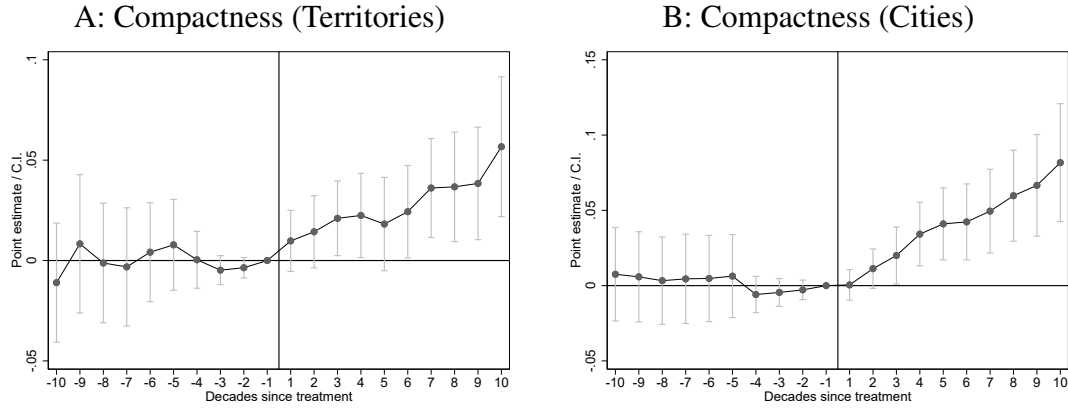 A: Compactness (Territories)
Point estimate / C.I.
.1
.05
0
-.05
-10 -9 -8 -7 -6 -5 -4 -3 -2 -1 1 2 3 4 5 6 7 8 9 10
Decades since treatment
B: Compactness (Cities)
Point estimate / C.I.
.15
.1
.05
0
-.05
-10 -9 -8 -7 -6 -5 -4 -3 -2 -1 1 2 3 4 5 6 7 8 9 10
Decades since treatment